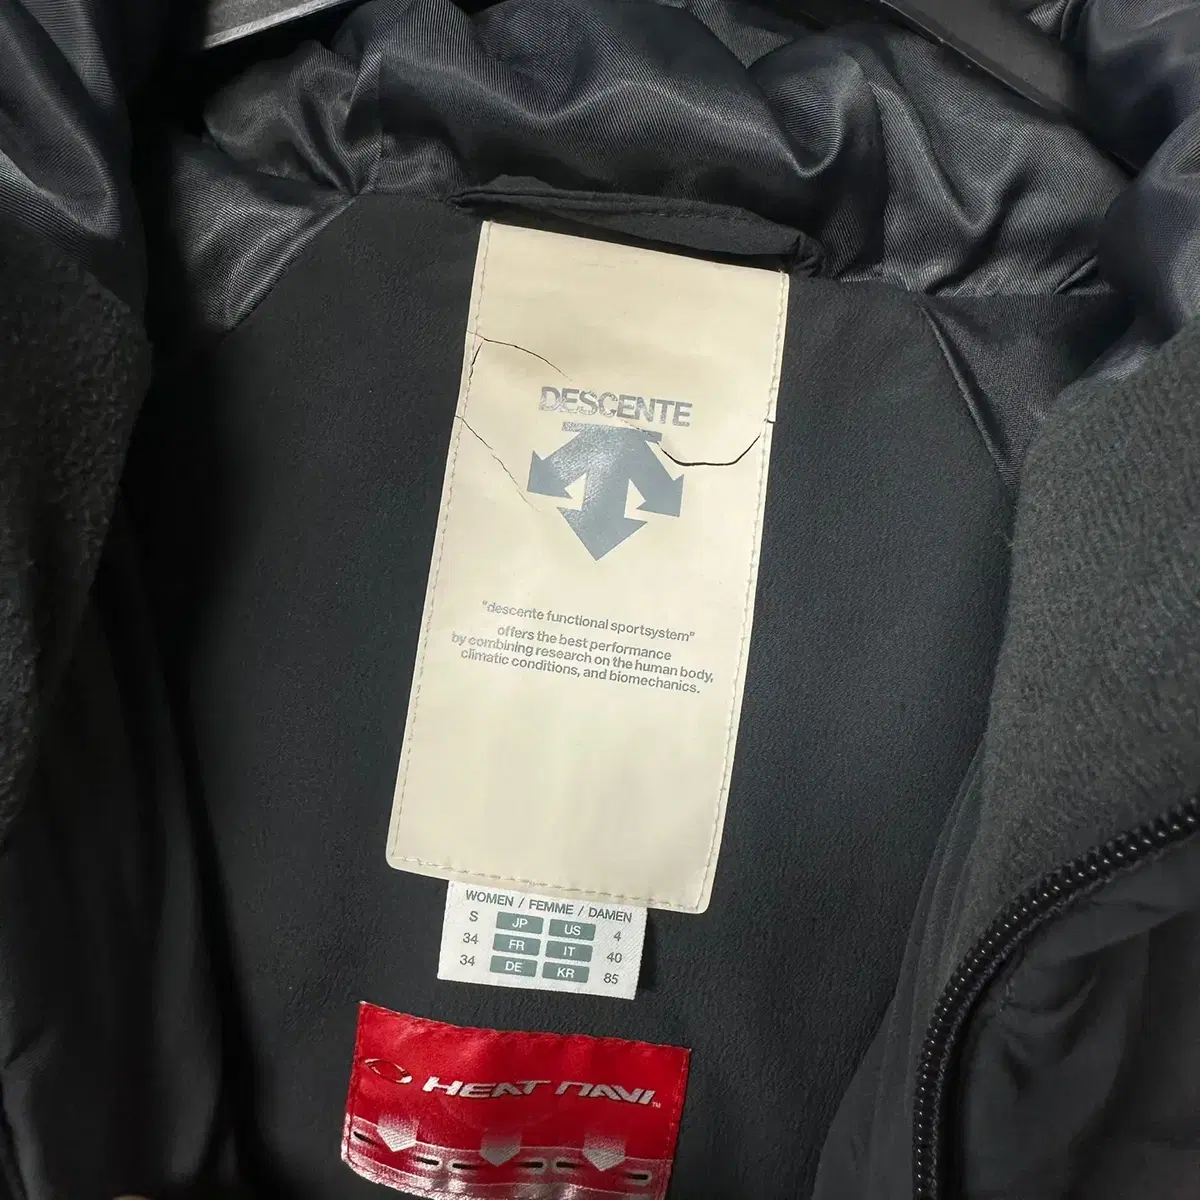 DESCENTE
"descente functional sportsystem"
offers the best performance
by combining research on the human body,
climatic conditions, and biomechanics.
WOMEN / FEMME / DAMEN
S JP US 4
34 FR IT 40
34 DE KR 85
HEAT NAVI™